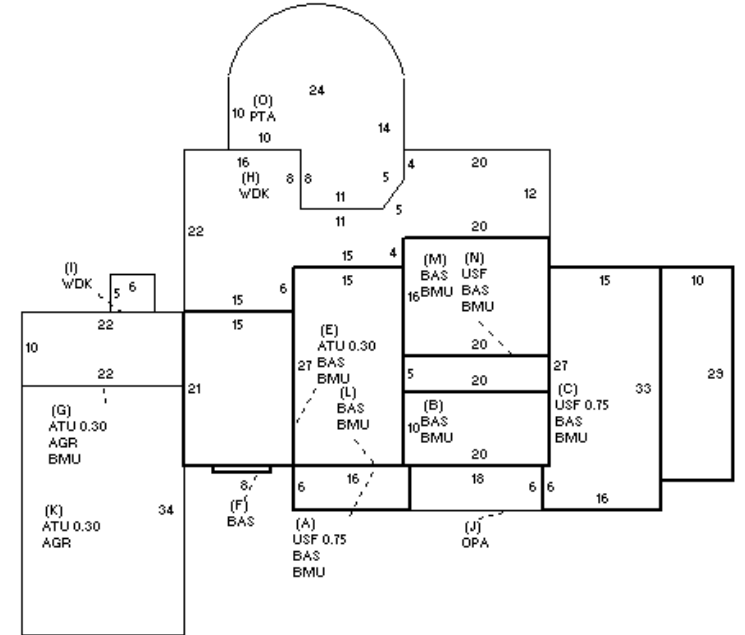 24
(O)
10 PTA
10
14
16
(H)
WDK
8 8
4
20
5
12
11
5
11
22
20
(I)
WDK
5 6
15
4
(M)
BAS
BMU
(N)
USF
BAS
BMU
15
10
6
15
15
16
22
15
10
(E)
ATU 0.30
BAS
BMU
20
22
21
27
5
20
27
(C)
USF 0.75
BAS
BMU
33
29
(L)
BAS
BMU
(G)
ATU 0.30
AGR
BMU
(B)
BAS
BMU
10
20
8
6
16
18
6 6
16
(F)
BAS
(K)
ATU 0.30
AGR
34
(A)
USF 0.75
BAS
BMU
(J)
OPA